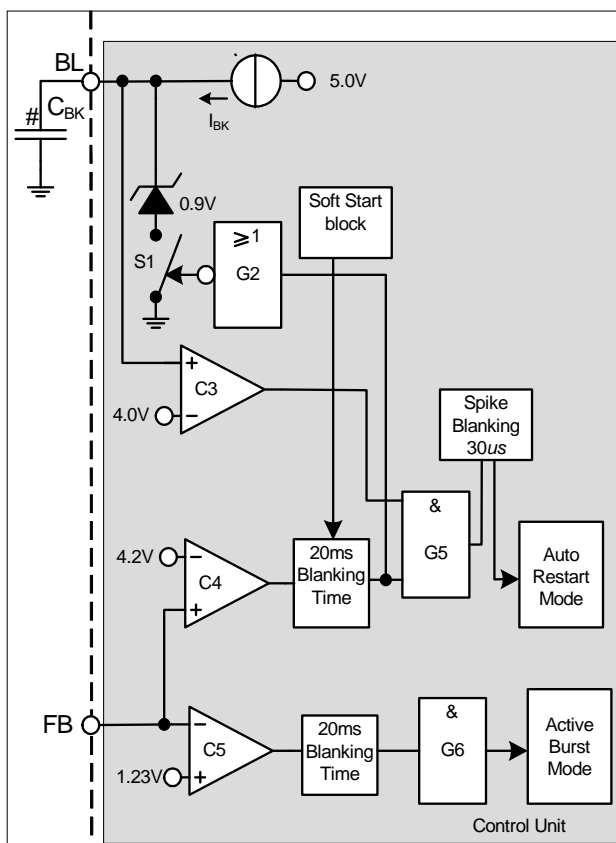 BL
5.0V
#
CBK
IBK
0.9V
Soft Start
block
S1
≥1
G2
C3
4.0V
Spike
Blanking
30us
&
G5
4.2V
C4
20ms
Blanking
Time
Auto
Restart
Mode
FB
C5
1.23V
20ms
Blanking
Time
&
G6
Active
Burst
Mode
Control Unit